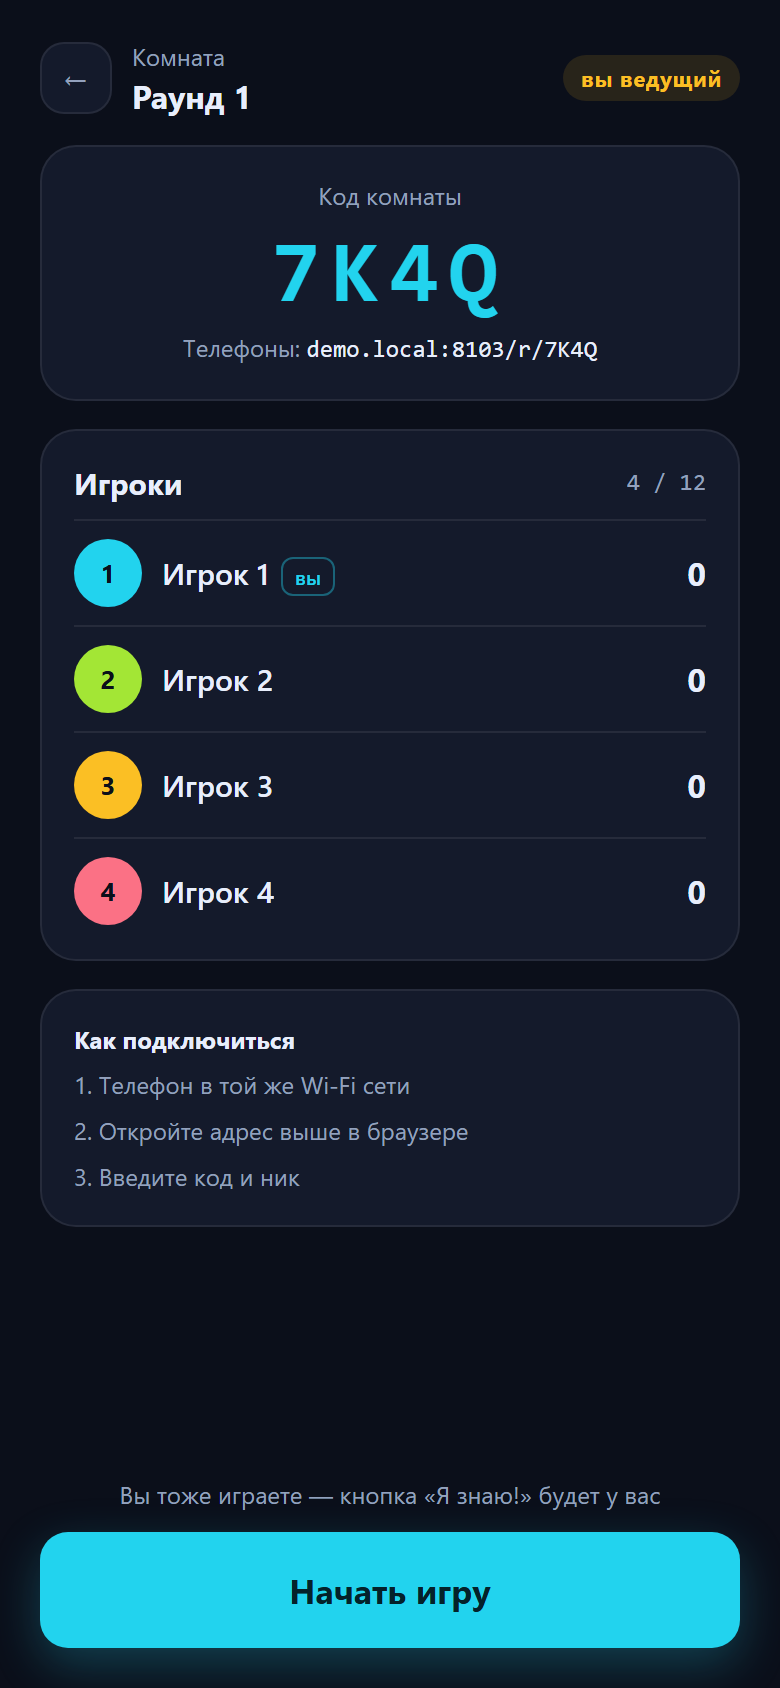 ←
Комната
Раунд 1
вы ведущий
Код комнаты
7K4Q
Телефоны: demo.local:8103/r/7K4Q
Игроки
4 / 12
1
Игрок 1 вы
0
2
Игрок 2
0
3
Игрок 3
0
4
Игрок 4
0
Как подключиться
1. Телефон в той же Wi-Fi сети
2. Откройте адрес выше в браузере
3. Введите код и ник
Вы тоже играете — кнопка «Я знаю!» будет у вас
Начать игру